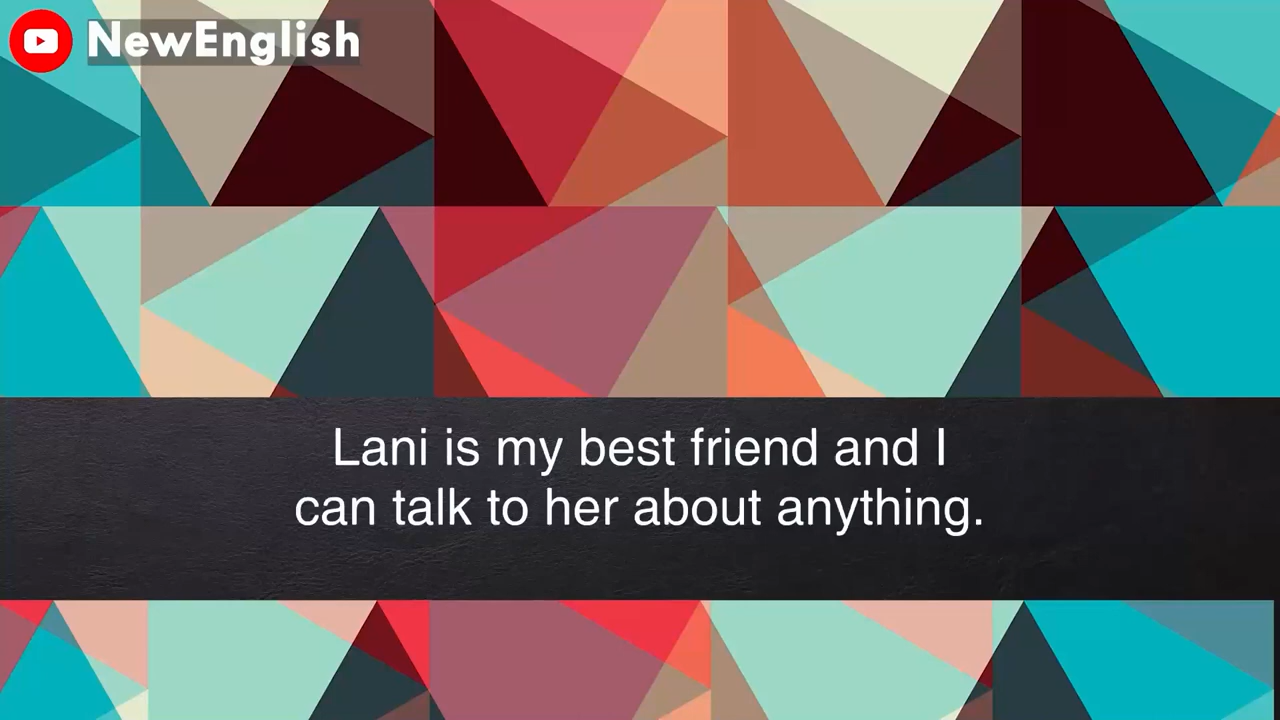 NewEnglish
Lani is my best friend and I
can talk to her about anything.